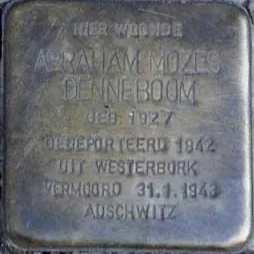 HIER WOONDE
ABRAHAM MOZES
DENNEBOOM
GEB. 1927
GEDEPORTEERD 1942
UIT WESTERBORK
VERMOORD 31.1.1943
AUSCHWITZ